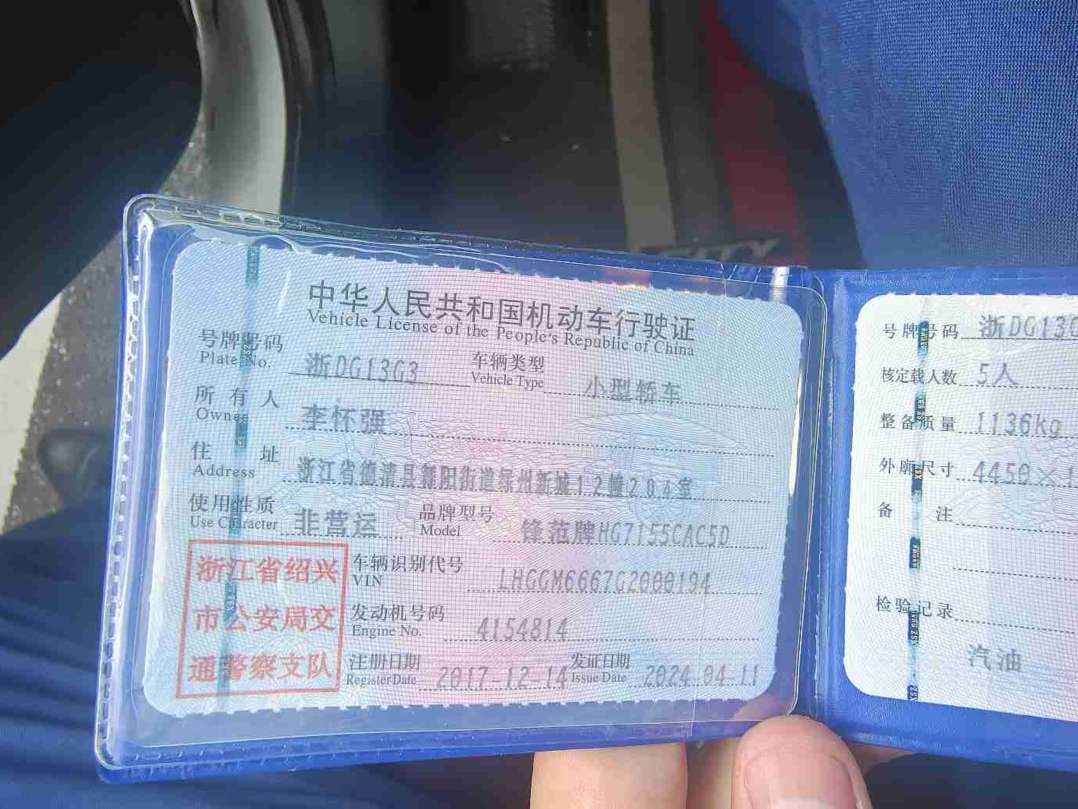 中华人民共和国机动车行驶证
Vehicle License of the People's Republic of China
号牌号码 浙DG13G3 车辆类型 小型轿车
Plate No. Vehicle Type
所有人 李怀强
Owner
住址 浙江省德清县舞阳街道绿州新城12幢204室
Address
使用性质 非营运 品牌型号 锋范牌HG7155CAC5D
Use Character Model
浙江省绍兴
市公安局交
通警察支队
车辆识别代号 LHGGM6667G2000194
VIN
发动机号码 4154814
Engine No.
注册日期 2017-12-14 发证日期 2024-04-11
Register Date Issue Date
号牌号码 浙DG13G
核定载人数 5人
整备质量 1136kg
外廓尺寸 4450×1
备注
检验记录
汽油